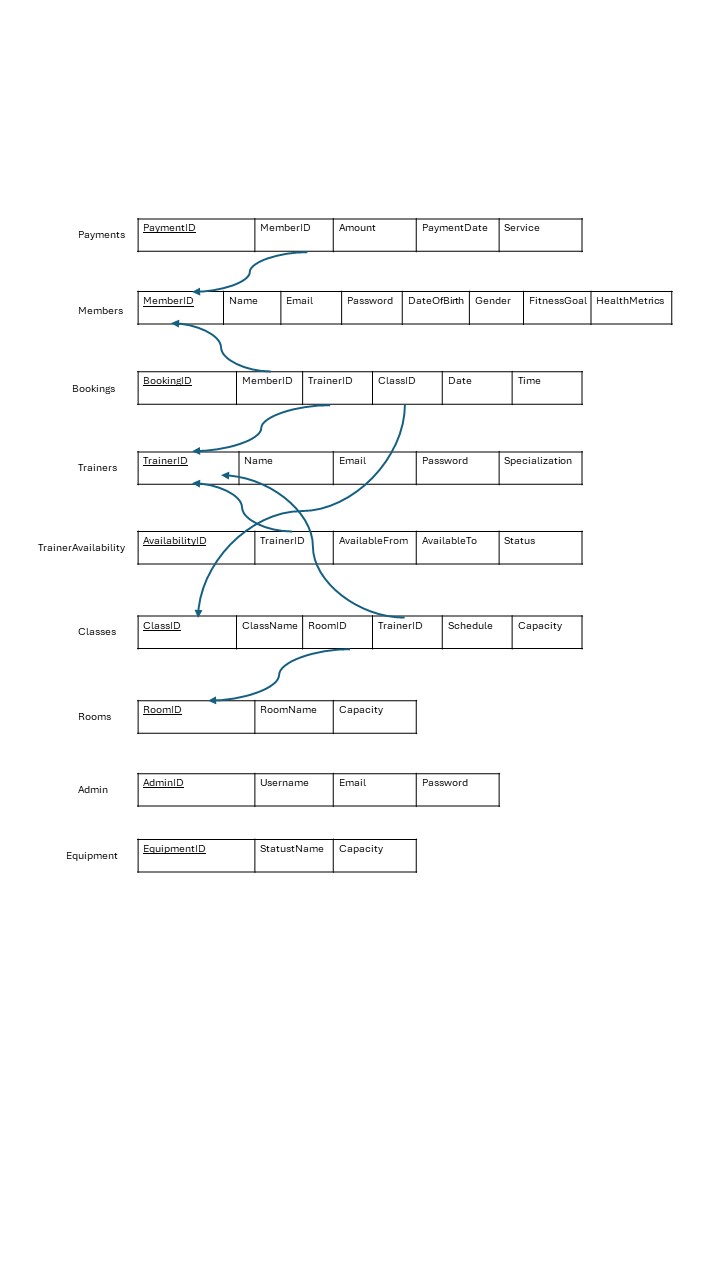 Payments PaymentID MemberID Amount PaymentDate Service
Members MemberID Name Email Password DateOfBirth Gender FitnessGoal HealthMetrics
Bookings BookingID MemberID TrainerID ClassID Date Time
Trainers TrainerID Name Email Password Specialization
TrainerAvailability AvailabilityID TrainerID AvailableFrom AvailableTo Status
Classes ClassID ClassName RoomID TrainerID Schedule Capacity
Rooms RoomID RoomName Capacity
Admin AdminID Username Email Password
Equipment EquipmentID StatustName Capacity